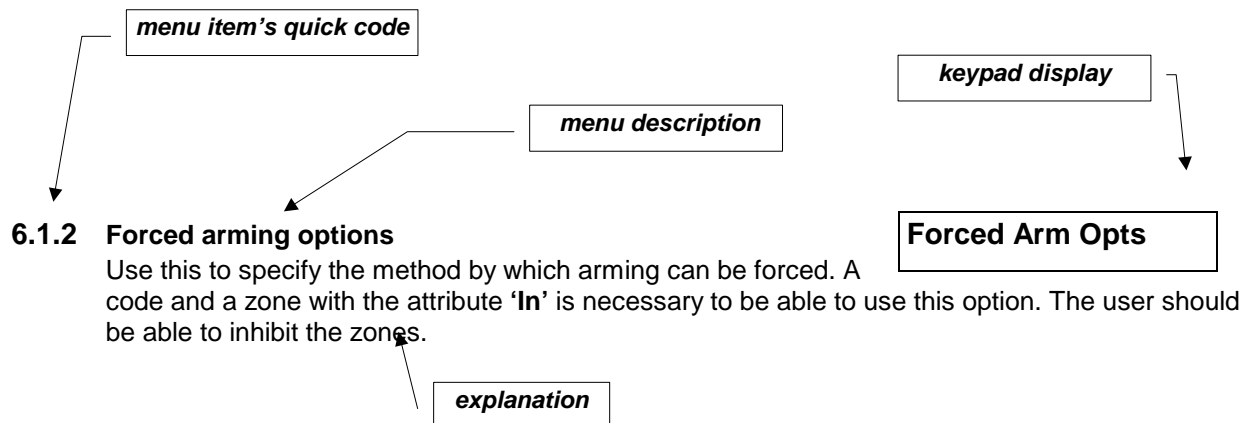 menu item’s quick code
keypad display
menu description
6.1.2 Forced arming options
Forced Arm Opts
Use this to specify the method by which arming can be forced. A
code and a zone with the attribute ‘In’ is necessary to be able to use this option. The user should
be able to inhibit the zones.
explanation